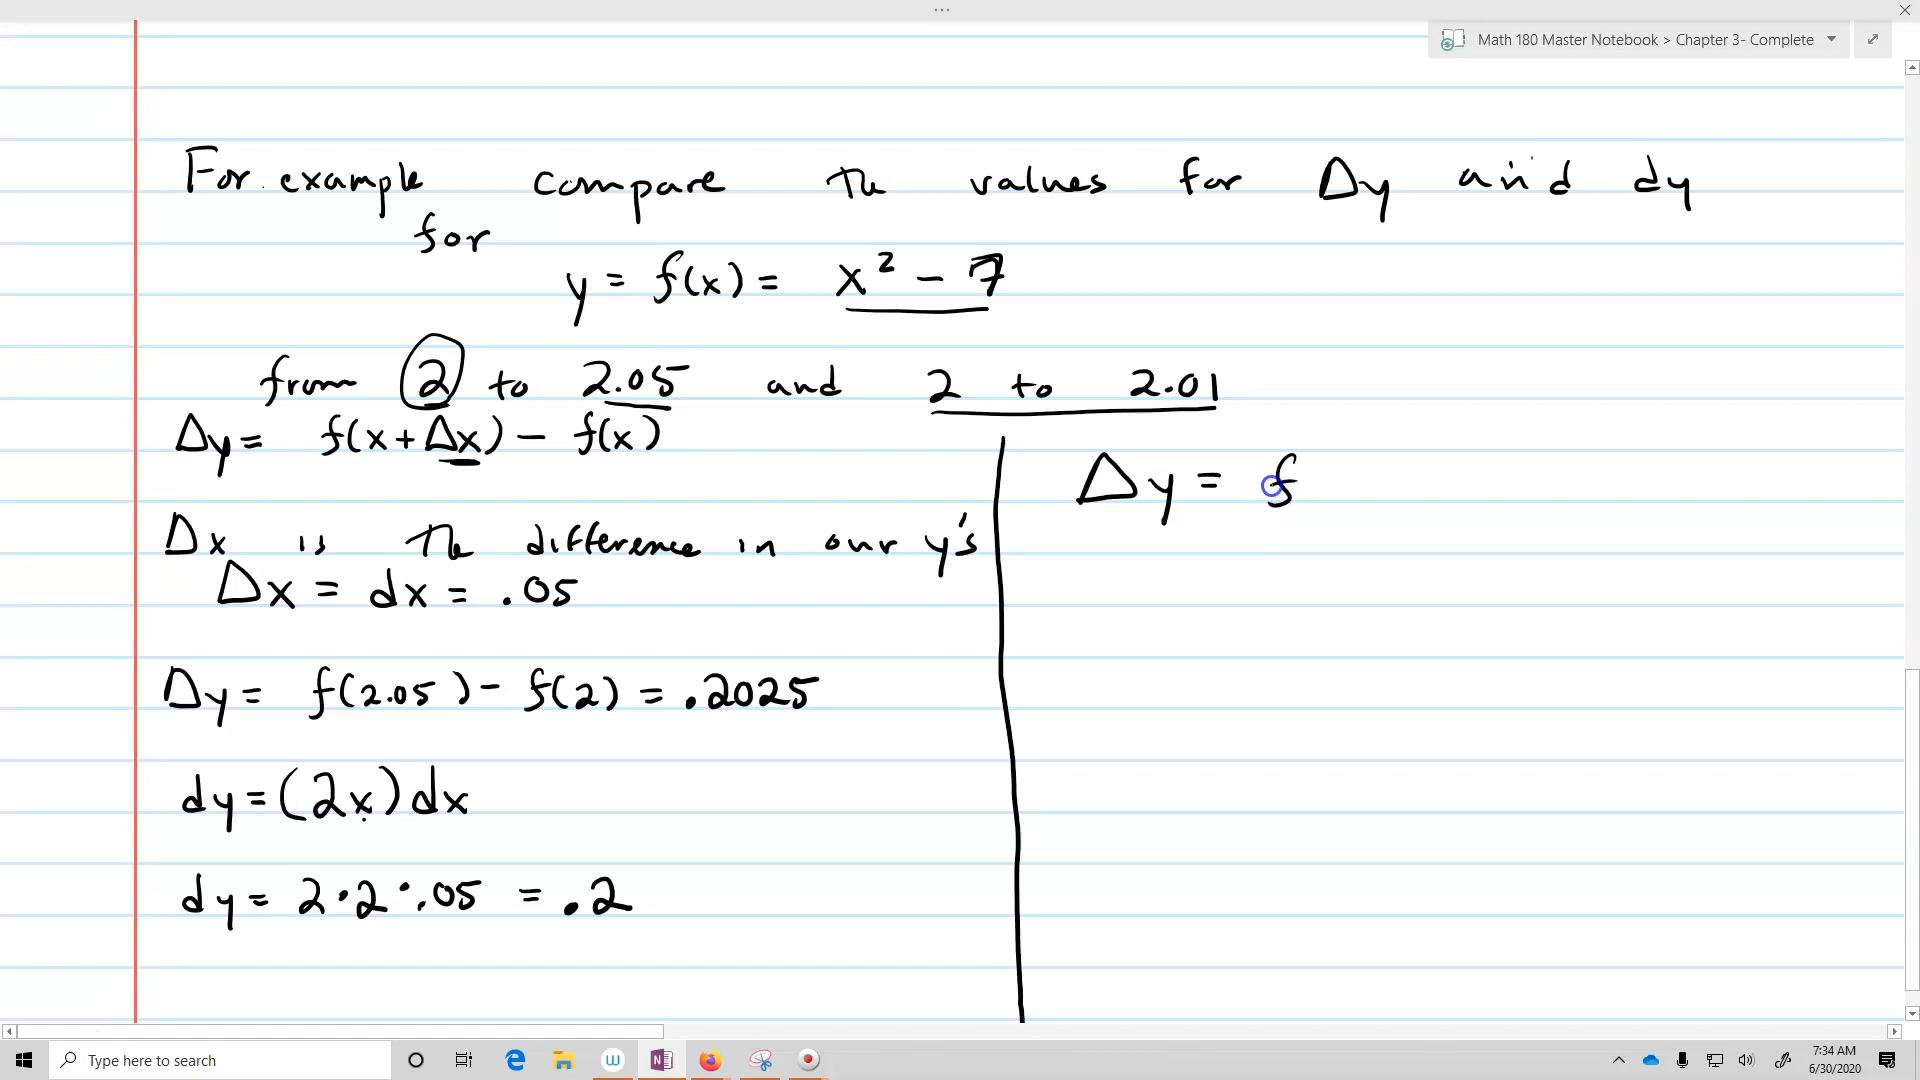 ...
Math 180 Master Notebook > Chapter 3- Complete
For example compare the values for Δy and dy
for
y = f(x) = x² - 7
from 2 to 2.05 and 2 to 2.01
Δy = f(x+Δx) - f(x)
Δy = f
Δx is the difference in our y's
Δx = dx = .05
Δy = f(2.05) - f(2) = .2025
dy = (2x) dx
dy = 2·2·.05 = .2
Type here to search
7:34 AM
6/30/2020